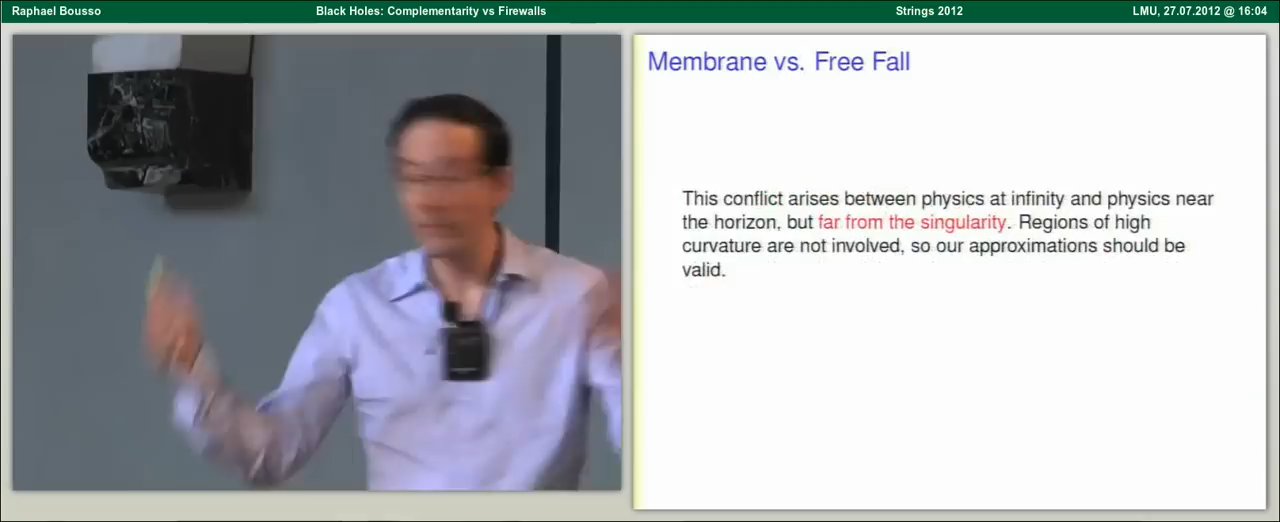 Raphael Bousso Black Holes: Complementarity vs Firewalls Strings 2012 LMU, 27.07.2012 @ 16:04
Membrane vs. Free Fall
This conflict arises between physics at infinity and physics near
the horizon, but far from the singularity. Regions of high
curvature are not involved, so our approximations should be
valid.